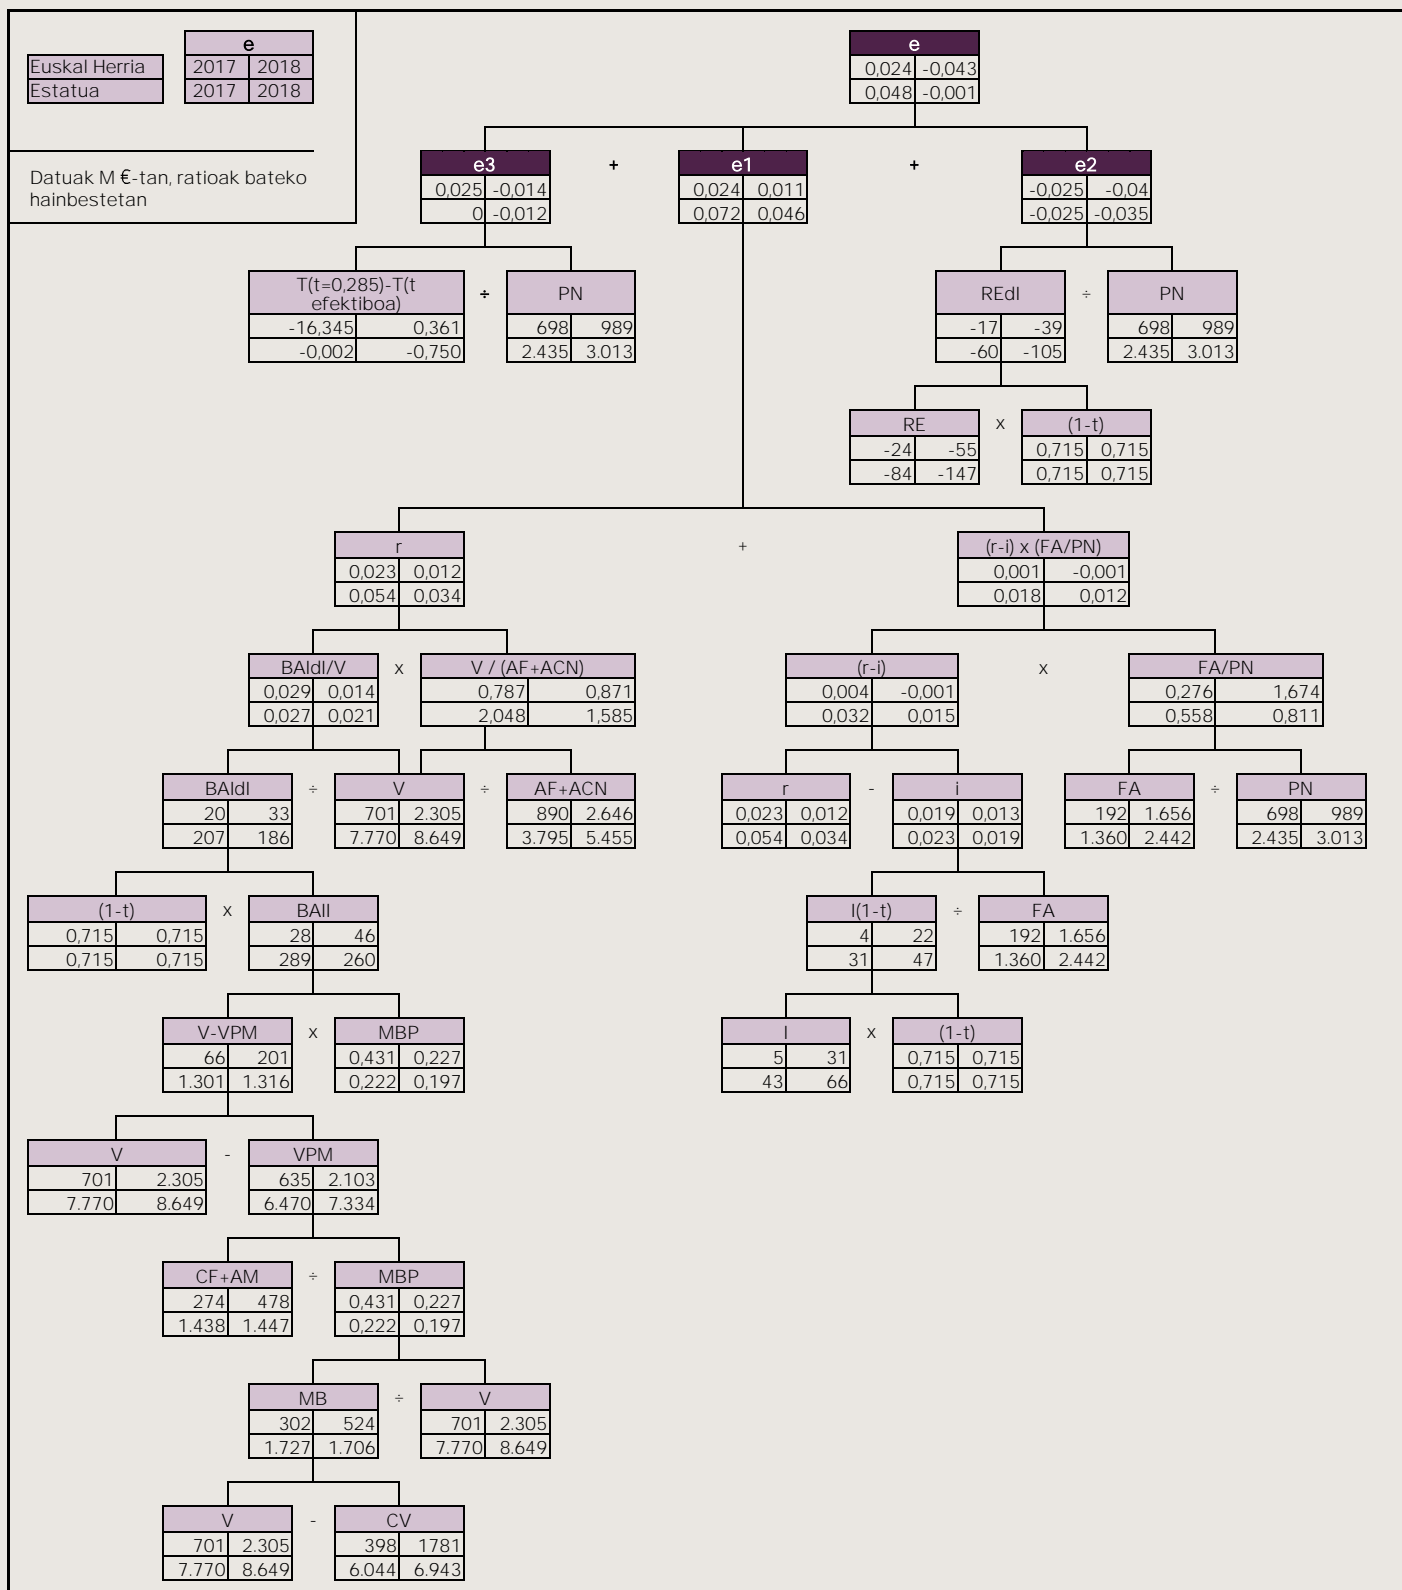 e
Euskal Herria 2017 2018
Estatua 2017 2018
Datuak M €-tan, ratioak bateko
hainbestetan
e
0,024 -0,043
0,048 -0,001
e3 + e1 + e2
0,025 -0,014 0,024 0,011 -0,025 -0,04
0 -0,012 0,072 0,046 -0,025 -0,035
T(t=0,285)-T(t
efektiboa) ÷ PN REdI ÷ PN
-16,345 0,361 698 989 -17 -39 698 989
-0,002 -0,750 2.435 3.013 -60 -105 2.435 3.013
RE x (1-t)
-24 -55 0,715 0,715
-84 -147 0,715 0,715
r + (r-i) x (FA/PN)
0,023 0,012 0,001 -0,001
0,054 0,034 0,018 0,012
BAIdI/V x V / (AF+ACN) (r-i) x FA/PN
0,029 0,014 0,787 0,871 0,004 -0,001 0,276 1,674
0,027 0,021 2,048 1,585 0,032 0,015 0,558 0,811
BAIdI ÷ V ÷ AF+ACN r - i FA ÷ PN
20 33 701 2.305 890 2.646 0,023 0,012 0,019 0,013 192 1.656 698 989
207 186 7.770 8.649 3.795 5.455 0,054 0,034 0,023 0,019 1.360 2.442 2.435 3.013
(1-t) x BAII I(1-t) ÷ FA
0,715 0,715 28 46 4 22 192 1.656
0,715 0,715 289 260 31 47 1.360 2.442
V-VPM x MBP I x (1-t)
66 201 0,431 0,227 5 31 0,715 0,715
1.301 1.316 0,222 0,197 43 66 0,715 0,715
V - VPM
701 2.305 635 2.103
7.770 8.649 6.470 7.334
CF+AM ÷ MBP
274 478 0,431 0,227
1.438 1.447 0,222 0,197
MB ÷ V
302 524 701 2.305
1.727 1.706 7.770 8.649
V - CV
701 2.305 398 1781
7.770 8.649 6.044 6.943